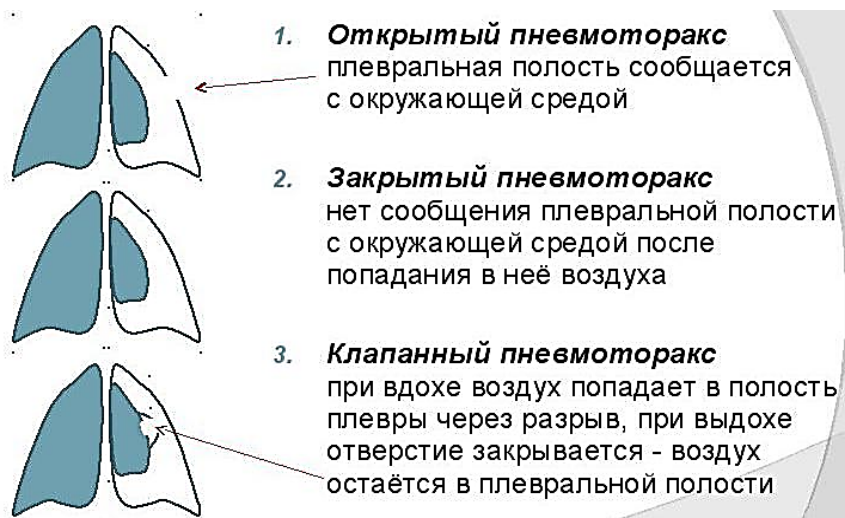 1. Открытый пневмоторакс
плевральная полость сообщается
с окружающей средой
2. Закрытый пневмоторакс
нет сообщения плевральной полости
с окружающей средой после
попадания в неё воздуха
3. Клапанный пневмоторакс
при вдохе воздух попадает в полость
плевры через разрыв, при выдохе
отверстие закрывается - воздух
остаётся в плевральной полости